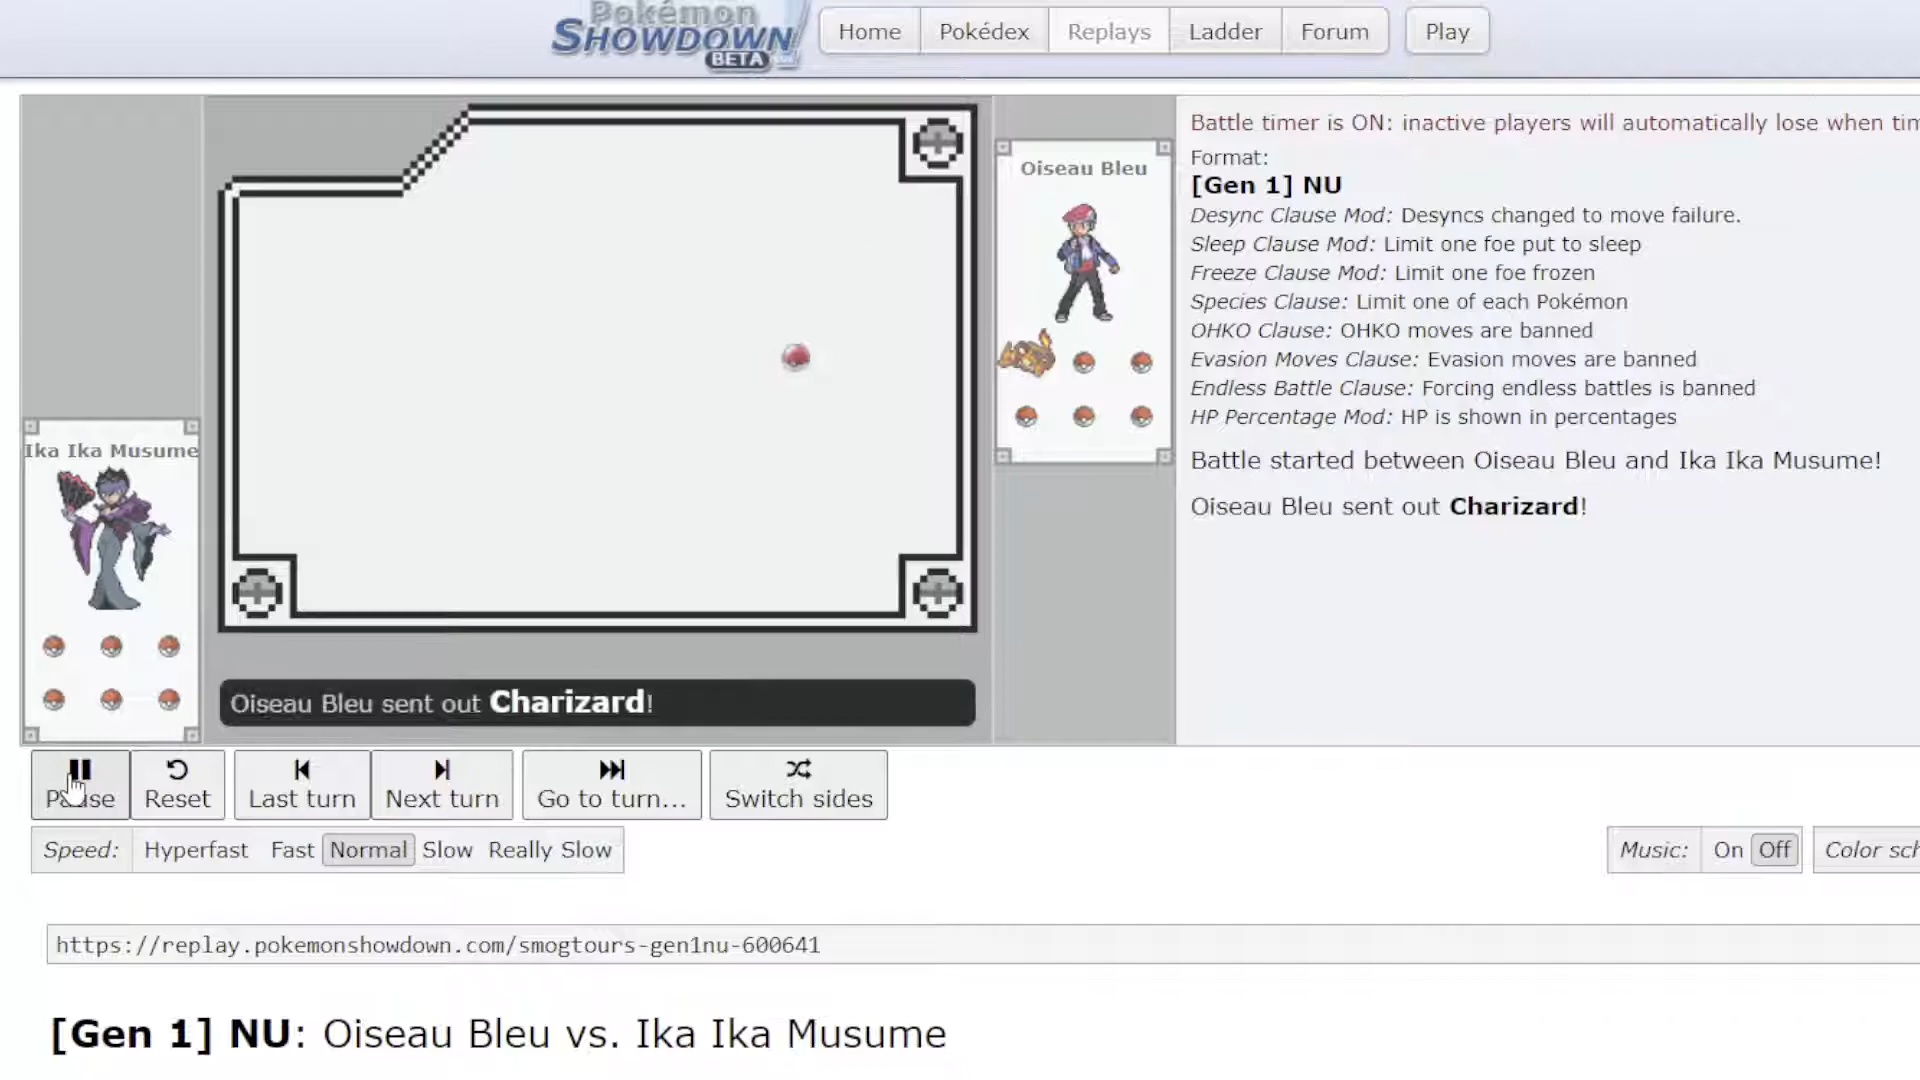 Pokémon
SHOWDOWN
BETA
Home
Pokédex
Replays
Ladder
Forum
Play
Battle timer is ON: inactive players will automatically lose when
Format:
[Gen 1] NU
Desync Clause Mod: Desyncs changed to move failure.
Sleep Clause Mod: Limit one foe put to sleep
Freeze Clause Mod: Limit one foe frozen
Species Clause: Limit one of each Pokémon
OHKO Clause: OHKO moves are banned
Evasion Moves Clause: Evasion moves are banned
Endless Battle Clause: Forcing endless battles is banned
HP Percentage Mod: HP is shown in percentages
Battle started between Oiseau Bleu and Ika Ika Musume!
Oiseau Bleu sent out Charizard!
Oiseau Bleu
Ika Ika Musume
Oiseau Bleu sent out Charizard!
Pause
Reset
Last turn
Next turn
Go to turn...
Switch sides
Speed: Hyperfast Fast Normal Slow Really Slow
Music: On Off
Color
https://replay.pokemonshowdown.com/smogtours-gen1nu-600641
[Gen 1] NU: Oiseau Bleu vs. Ika Ika Musume